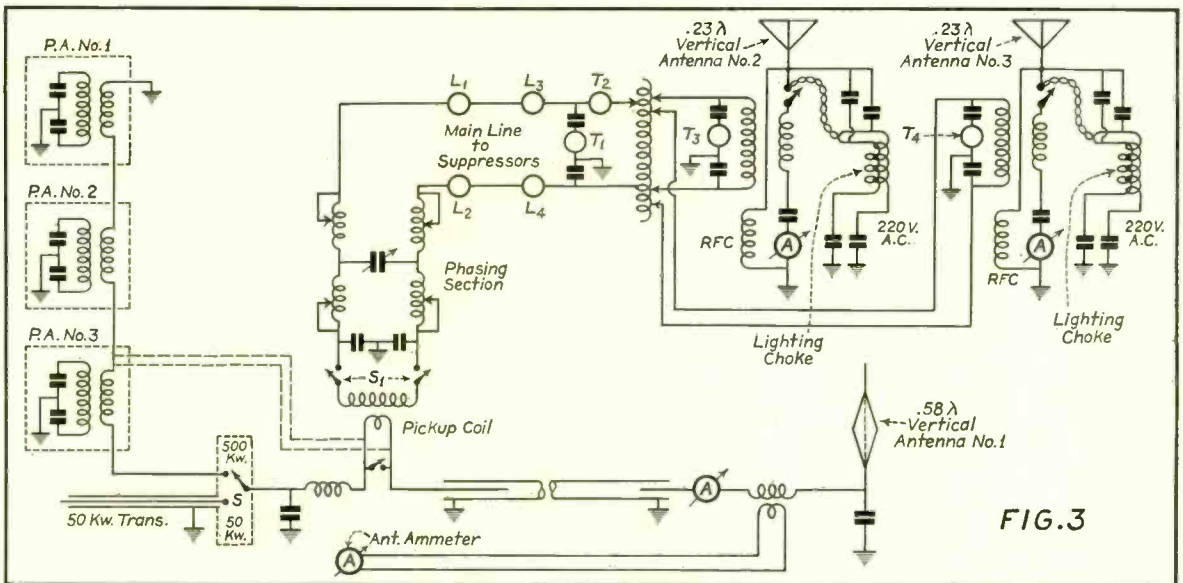 P.A. No.1
P.A. No.2
P.A. No.3
500
Kw.
S
50
Kw.
50 Kw. Trans.
L1
L3
T2
Main Line
to
Suppressors
T1
L2
L4
Phasing
Section
S1
Pickup Coil
Ant. Ammeter
A
A
T3
.23λ
Vertical
Antenna No.2
RFC
A
220 V.
A.C.
Lighting
Choke
T4
.23λ
Vertical
Antenna No.3
RFC
A
220 V.
A.C.
Lighting
Choke
.58λ
Vertical
Antenna No.1
FIG.3